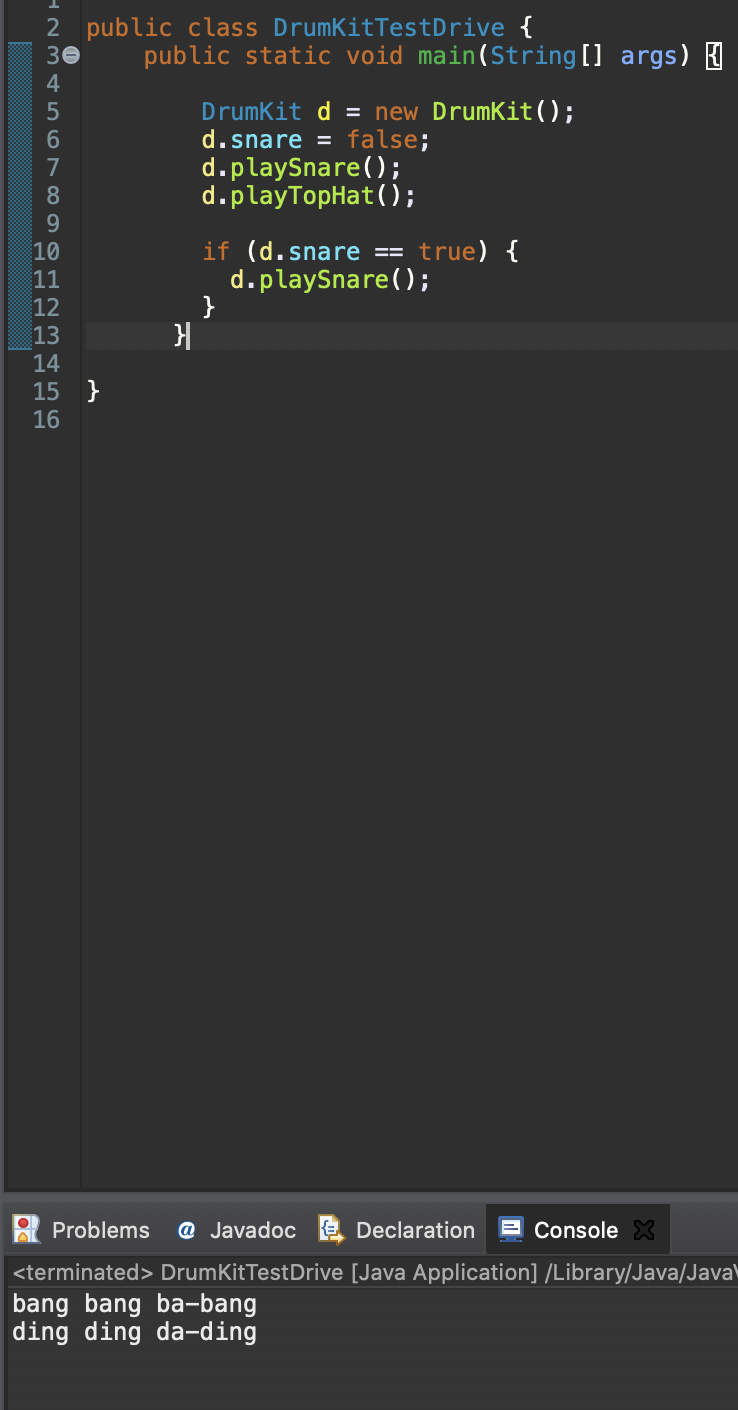 1
2 public class DrumKitTestDrive {
3 public static void main(String[] args) {
4
5 DrumKit d = new DrumKit();
6 d.snare = false;
7 d.playSnare();
8 d.playTopHat();
9
10 if (d.snare == true) {
11 d.playSnare();
12 }
13 }
14
15 }
16
Problems @ Javadoc Declaration Console
<terminated> DrumKitTestDrive [Java Application] /Library/Java/JavaV
bang bang ba-bang
ding ding da-ding